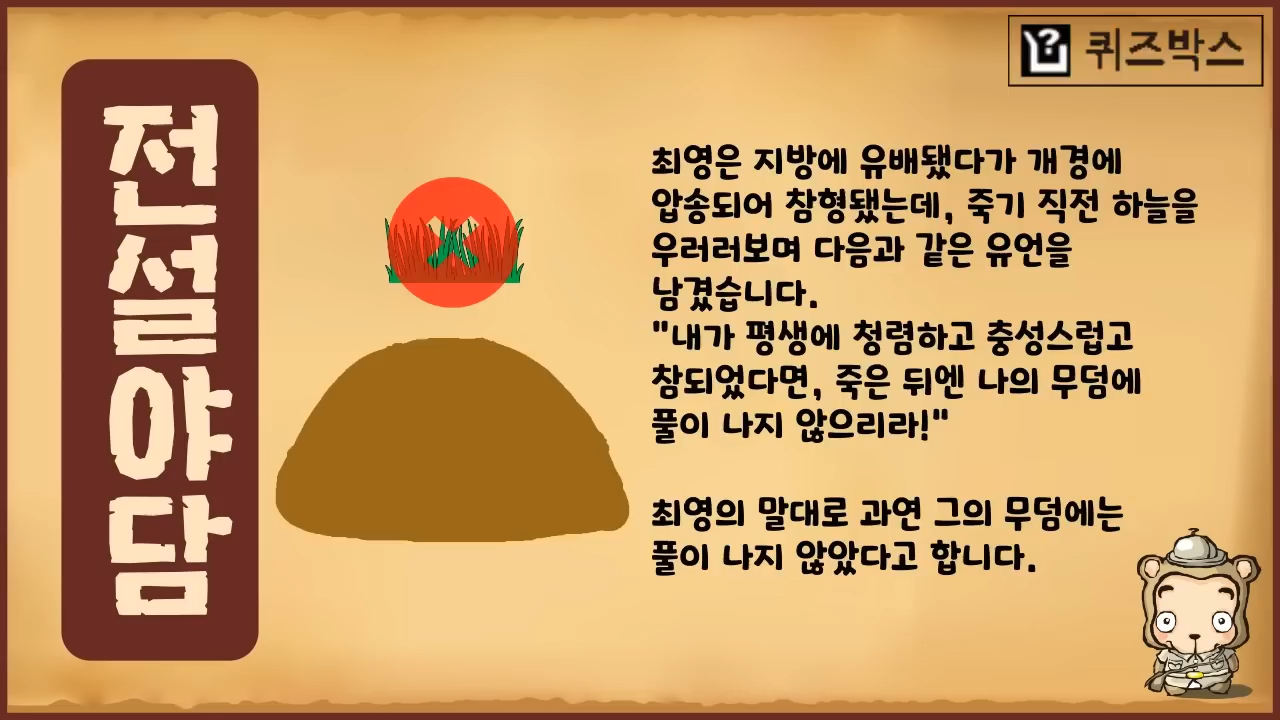 퀴즈박스
전설야담
최영은 지방에 유배됐다가 개경에
압송되어 참형됐는데, 죽기 직전 하늘을
우러러보며 다음과 같은 유언을
남겼습니다.
"내가 평생에 청렴하고 충성스럽고
참되었다면, 죽은 뒤엔 나의 무덤에
풀이 나지 않으리라!"
최영의 말대로 과연 그의 무덤에는
풀이 나지 않았다고 합니다.